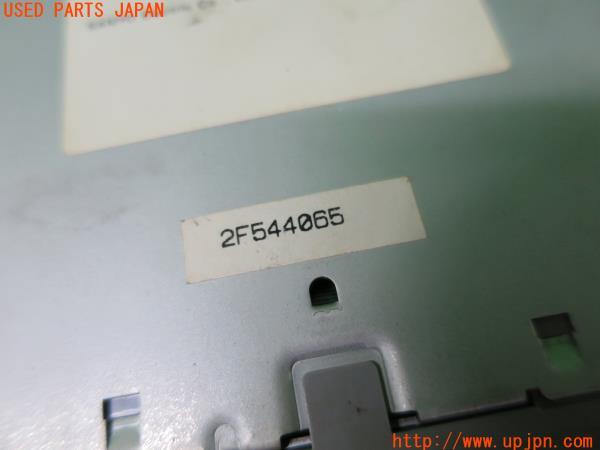 USED PARTS JAPAN
2F544065
http://www.upjpn.com/